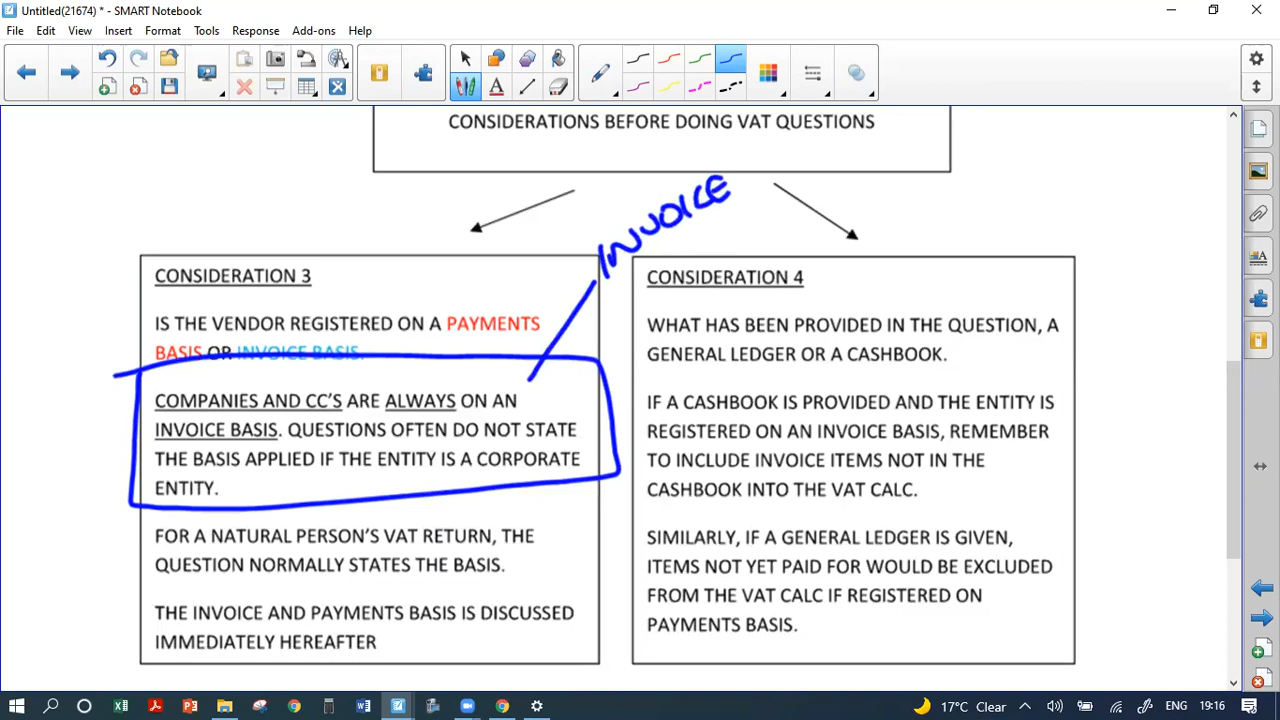 Untitled(21674) * - SMART Notebook
File Edit View Insert Format Tools Response Add-ons Help
CONSIDERATIONS BEFORE DOING VAT QUESTIONS
INVOICE
CONSIDERATION 3
IS THE VENDOR REGISTERED ON A PAYMENTS
BASIS OR INVOICE BASIS.
COMPANIES AND CC'S ARE ALWAYS ON AN
INVOICE BASIS. QUESTIONS OFTEN DO NOT STATE
THE BASIS APPLIED IF THE ENTITY IS A CORPORATE
ENTITY.
FOR A NATURAL PERSON'S VAT RETURN, THE
QUESTION NORMALLY STATES THE BASIS.
THE INVOICE AND PAYMENTS BASIS IS DISCUSSED
IMMEDIATELY HEREAFTER
CONSIDERATION 4
WHAT HAS BEEN PROVIDED IN THE QUESTION, A
GENERAL LEDGER OR A CASHBOOK.
IF A CASHBOOK IS PROVIDED AND THE ENTITY IS
REGISTERED ON AN INVOICE BASIS, REMEMBER
TO INCLUDE INVOICE ITEMS NOT IN THE
CASHBOOK INTO THE VAT CALC.
SIMILARLY, IF A GENERAL LEDGER IS GIVEN,
ITEMS NOT YET PAID FOR WOULD BE EXCLUDED
FROM THE VAT CALC IF REGISTERED ON
PAYMENTS BASIS.
17°C Clear
ENG
19:16